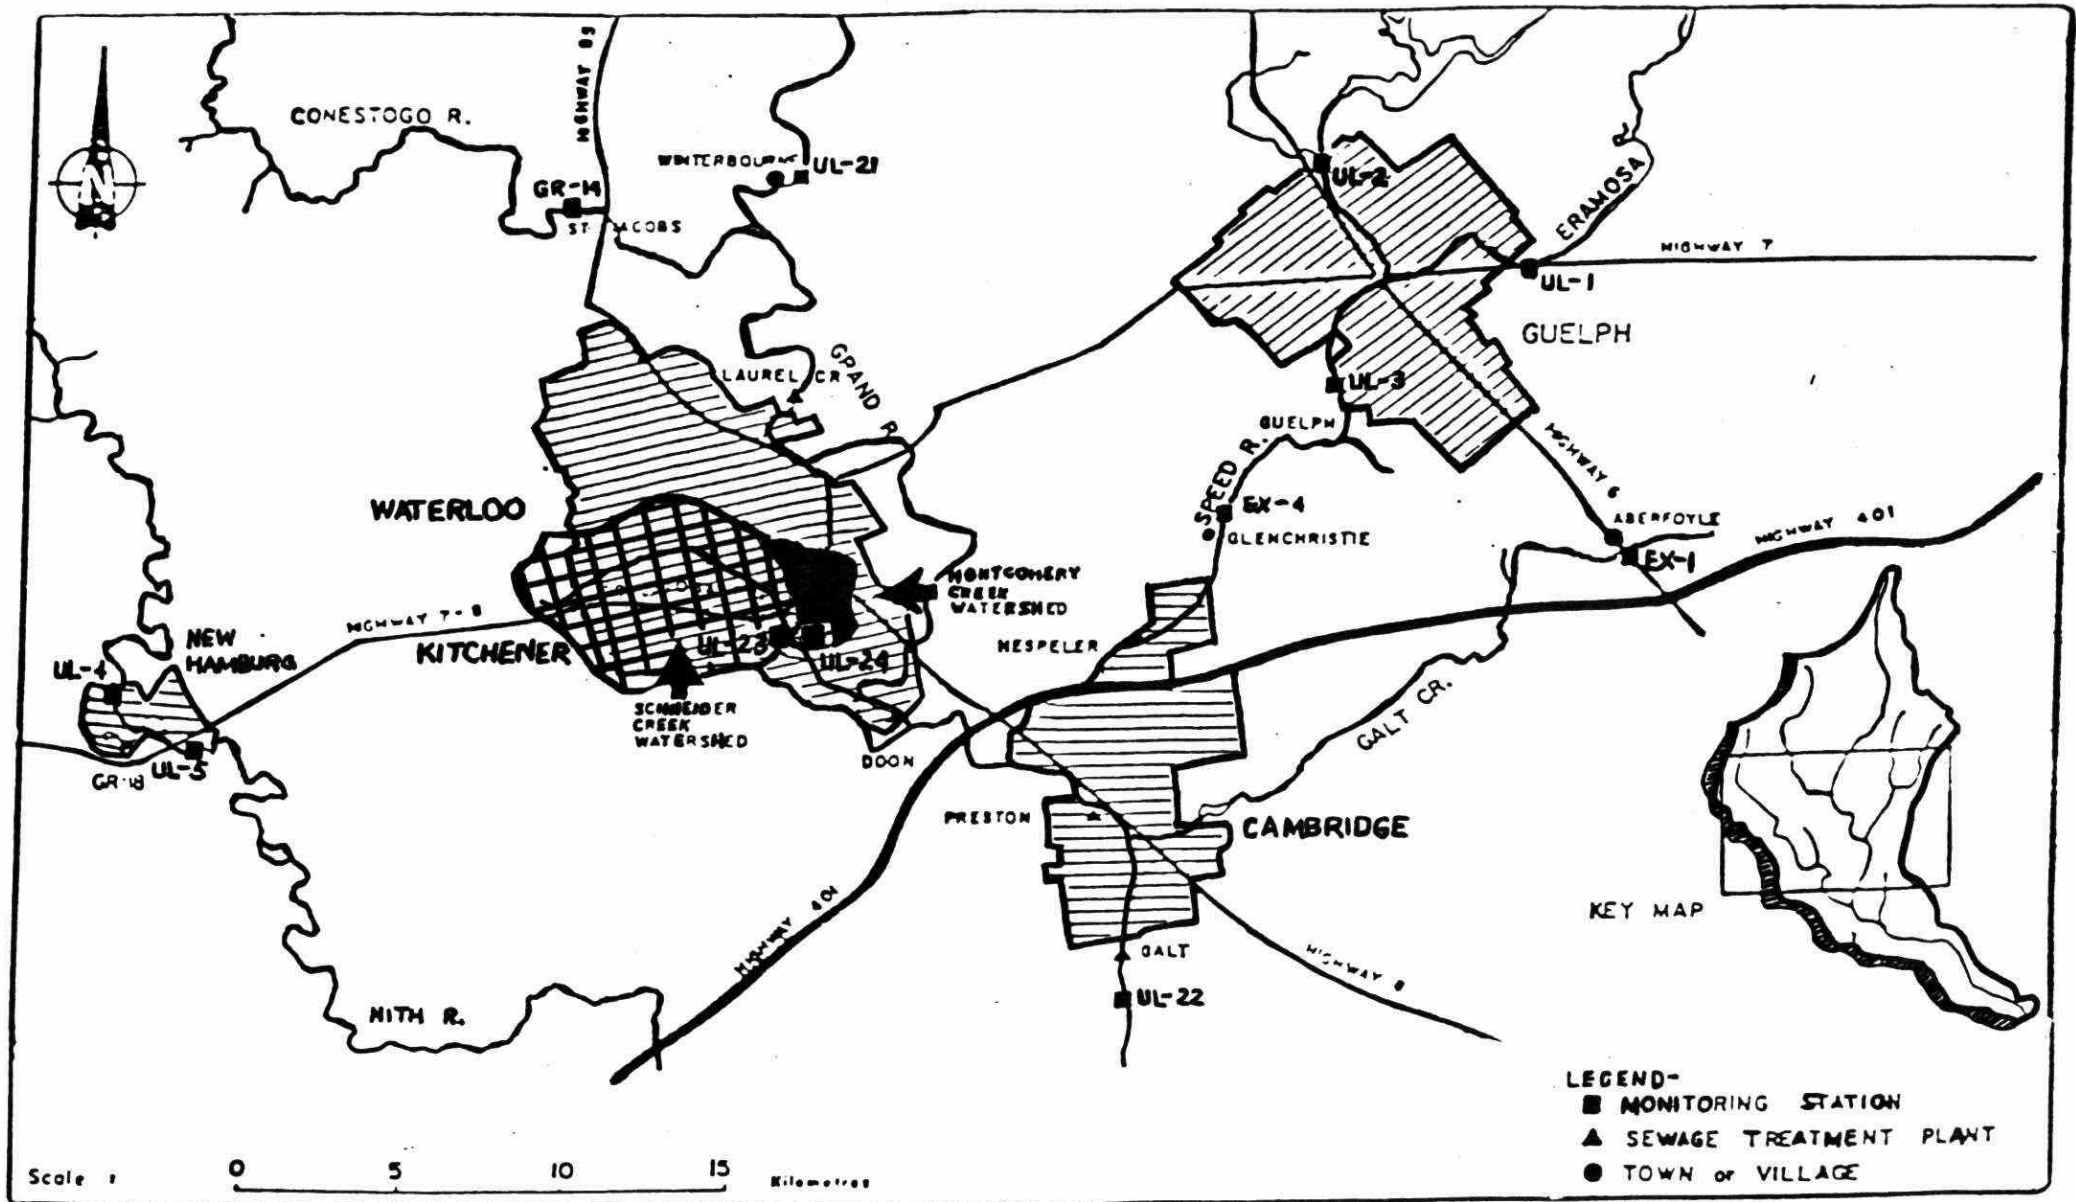 HIGHWAY 85
CONESTOGO R.
N
WINTERBOURNE
UL-21
GR-14
ST. JACOBS
UL-2
ERAMOSA
HIGHWAY 7
UL-1
GUELPH
LAUREL CR
GRAND R.
UL-3
GUELPH
SPEED R.
HIGHWAY 6
WATERLOO
EX-4
GLENCHRISTIE
ABERFOYLE
EX-1
HIGHWAY 401
MONTGOMERY
CREEK
WATERSHED
HIGHWAY 7-8
KITCHENER
UL-23
UL-24
HESPELER
NEW
HAMBURG
UL-4
SCHNEIDER
CREEK
WATERSHED
GALT CR.
GR-18
UL-5
DOON
PRESTON
CAMBRIDGE
KEY MAP
HIGHWAY 401
GALT
HIGHWAY 8
UL-22
NITH R.
LEGEND-
MONITORING STATION
SEWAGE TREATMENT PLANT
TOWN or VILLAGE
Scale
0 5 10 15
Kilometres